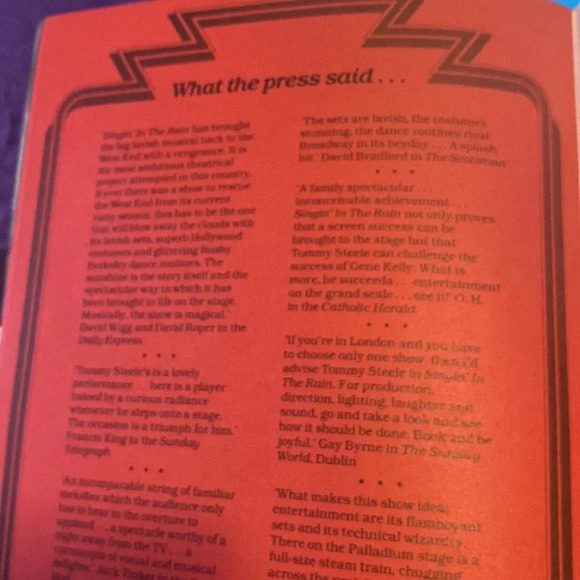 What the press said . . .
'Singin' In The Rain has brought
the big lavish musical back to the
West End with a vengeance. It is
the most ambitious theatrical
project attempted in this country.
If ever there was a show to rescue
the West End from its current
rainy season, this has to be the one
that will blow away the clouds with
its lavish sets, superb Hollywood
costumes and glittering Busby
Berkeley dance routines. The
sunshine is the story itself and the
spectacular way in which it has
been brought to life on the stage.
Musically, the show is magical.'
David Wigg and David Roper in the
Daily Express
'Tommy Steele's is a lovely
performance . . . here is a player
haloed by a curious radiance
whenever he steps onto a stage.
The occasion is a triumph for him.'
Francis King in the Sunday
Telegraph
'An incomparable string of familiar
melodies which the audience only
has to hear in the overture to
applaud . . . a spectacle worthy of a
night away from the TV . . . a
of visual and musical
delights.' Jack Tinker in the
'The sets are lavish, the costumes
stunning, the dance routines rival
Broadway in its heyday . . . A splash
hit.' David Bradford in The Scotsman
'A family spectacular . . .
inconceivable achievement . . .
Singin' In The Rain not only proves
that a screen success can be
brought to the stage but that
Tommy Steele can challenge the
success of Gene Kelly. What is
more, he succeeds . . . entertainment
on the grand scale . . . see it!' O. H.
in the Catholic Herald
'If you're in London and you have
to choose only one show, then I'd
advise Tommy Steele in Singin' In
The Rain. For production,
direction, lighting, laughter and
sound, go and take a look and see
how it should be done. Book and be
joyful.' Gay Byrne in The Sunday
World, Dublin
'What makes this show ideal
entertainment are its flamboyant
sets and its technical wizardry.
There on the Palladium stage is a
full-size steam train, chugging
across the